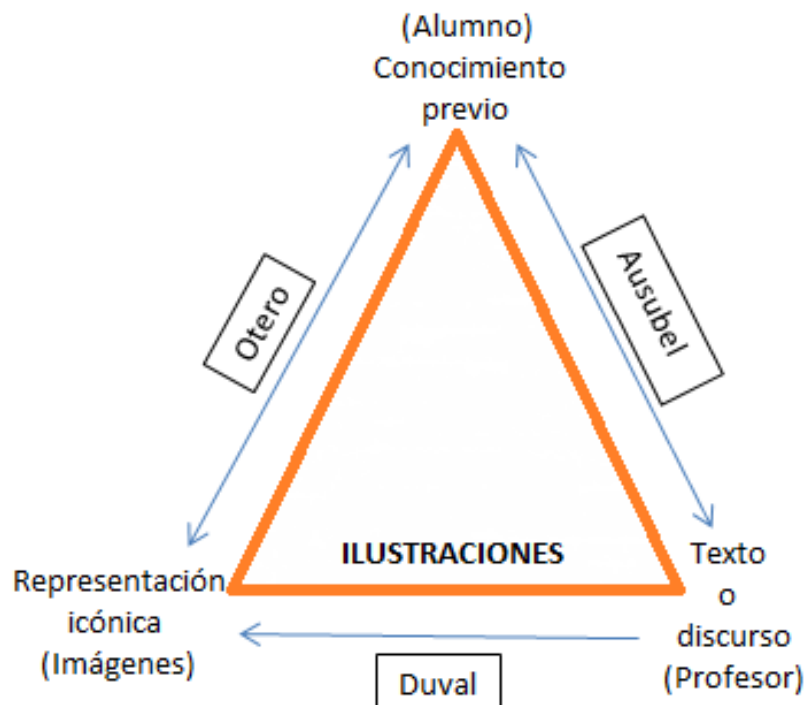 (Alumno)
Conocimiento
previo
Otero
Ausubel
ILUSTRACIONES
Representación
icónica
(Imágenes)
Texto
o
discurso
(Profesor)
Duval